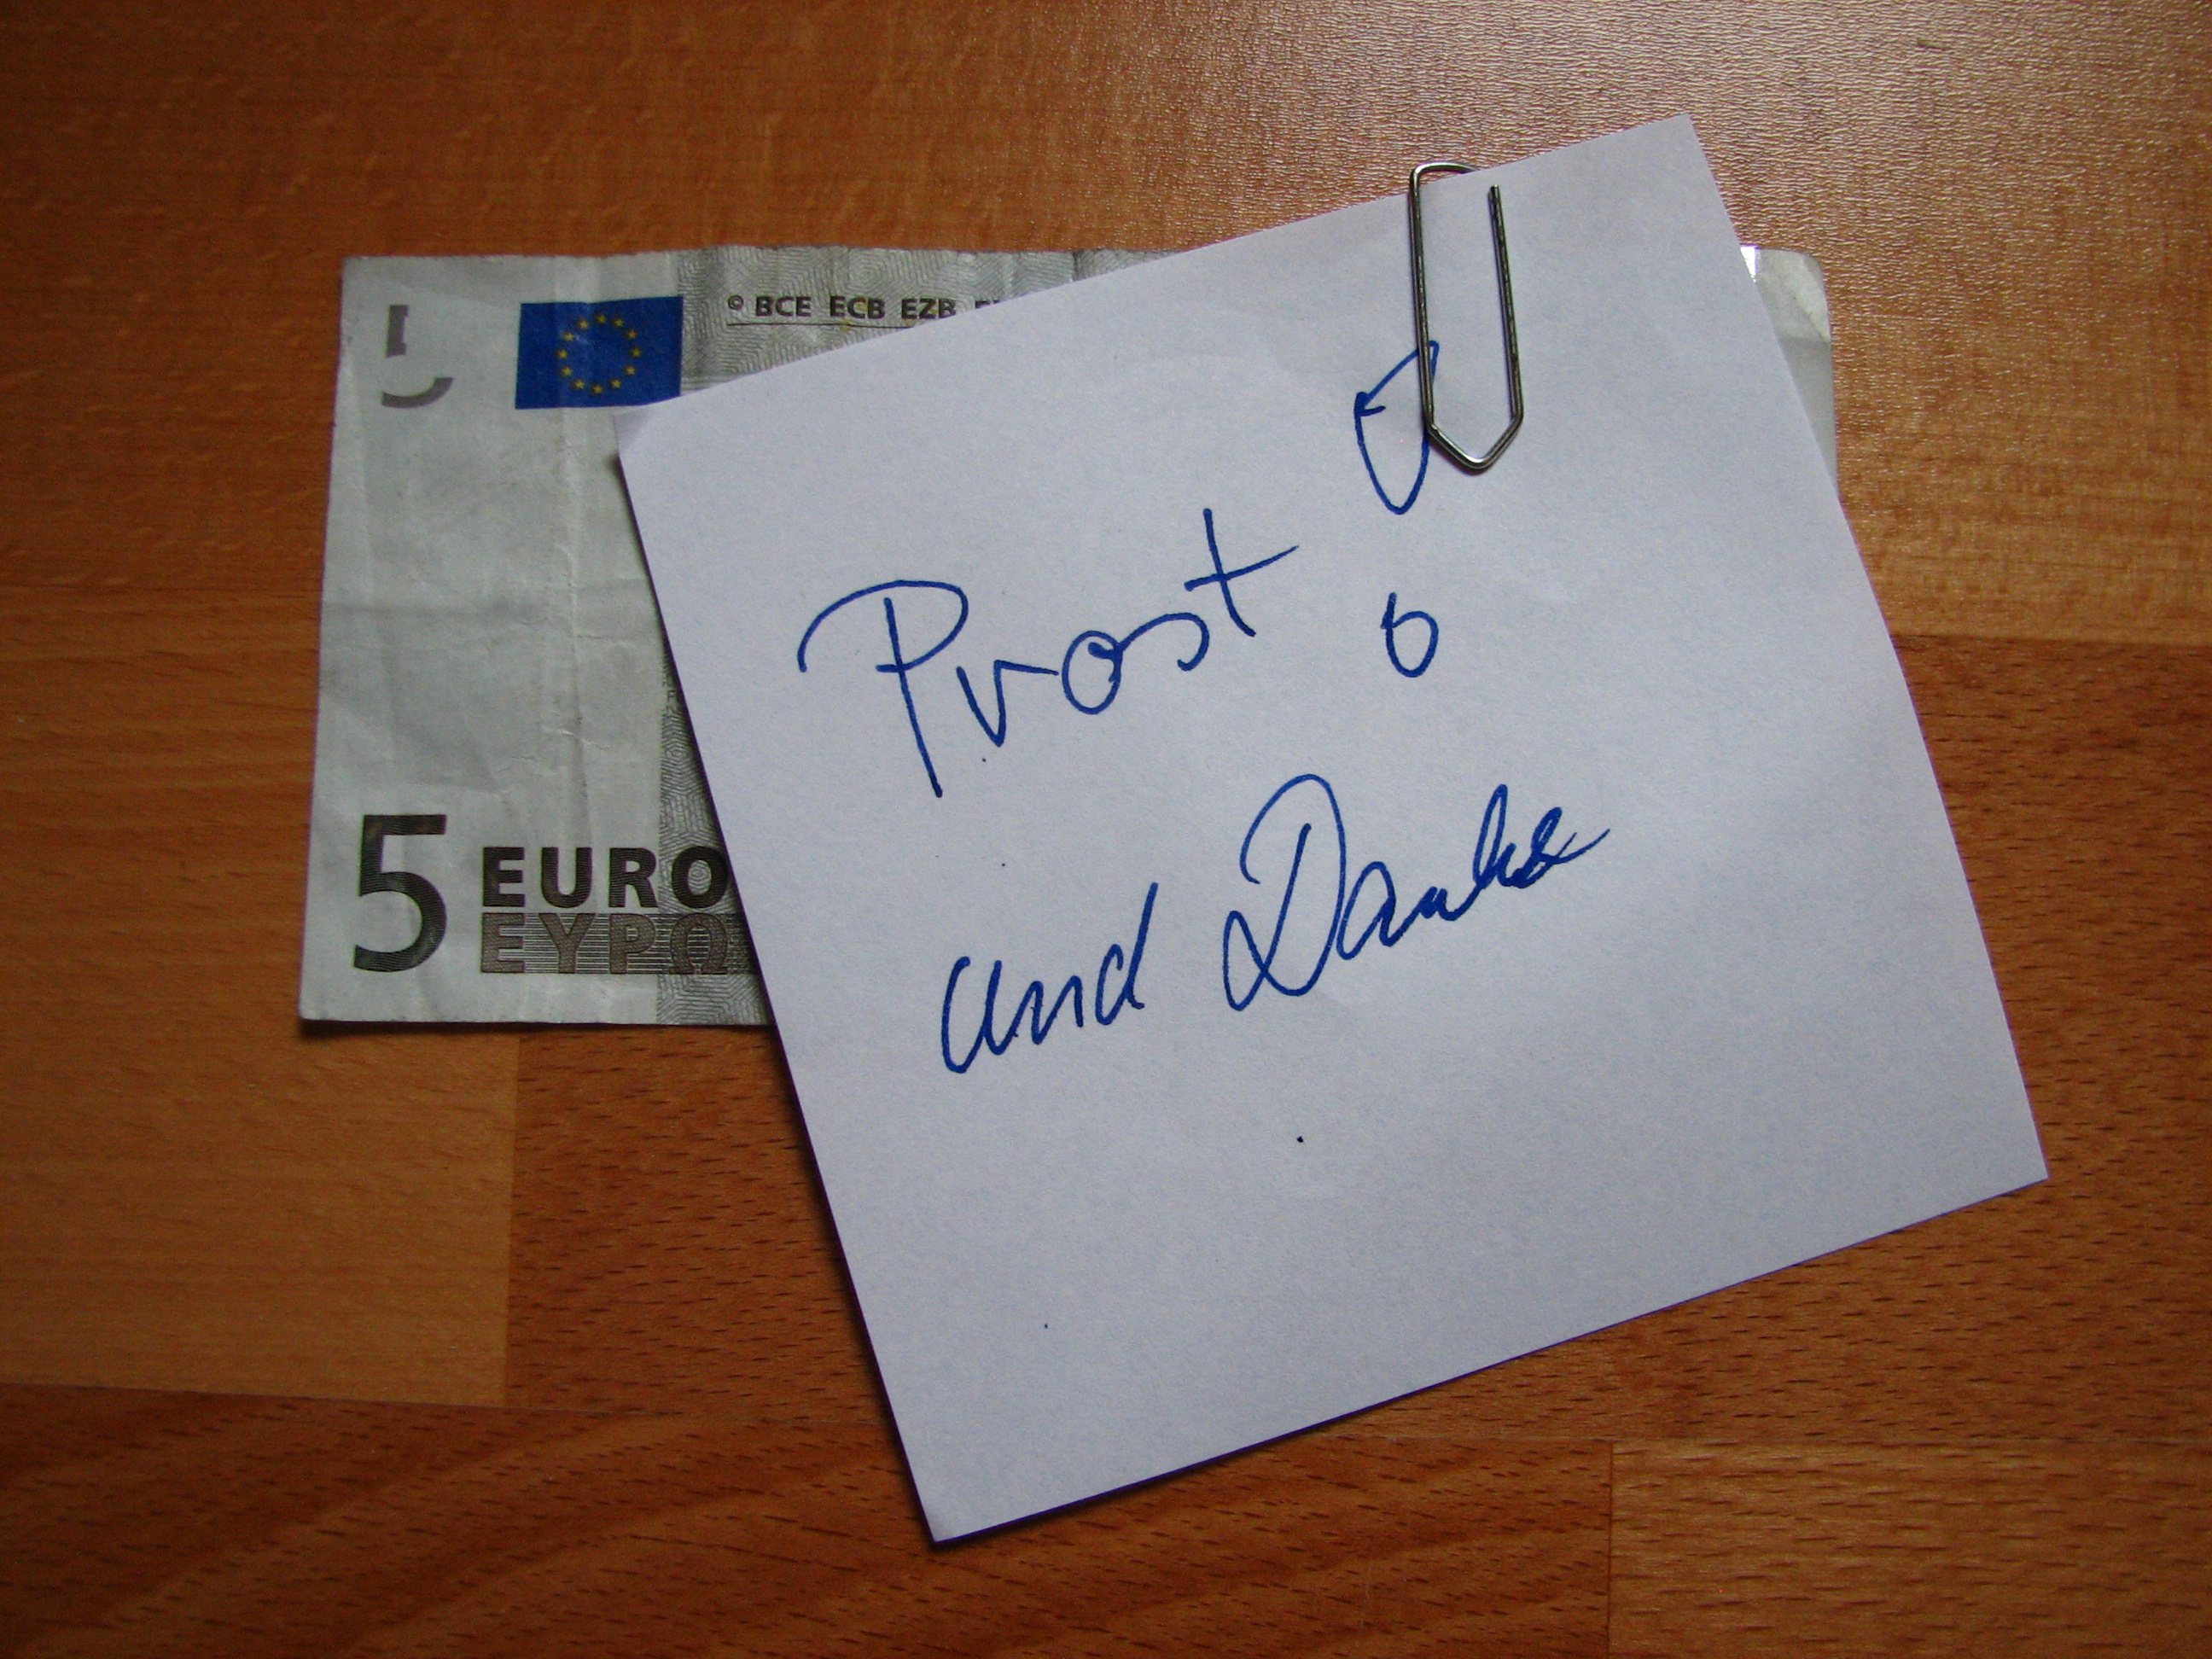 © BCE ECB EZB
Prost!
und Danke
5 EURO
ΕΥΡΩ